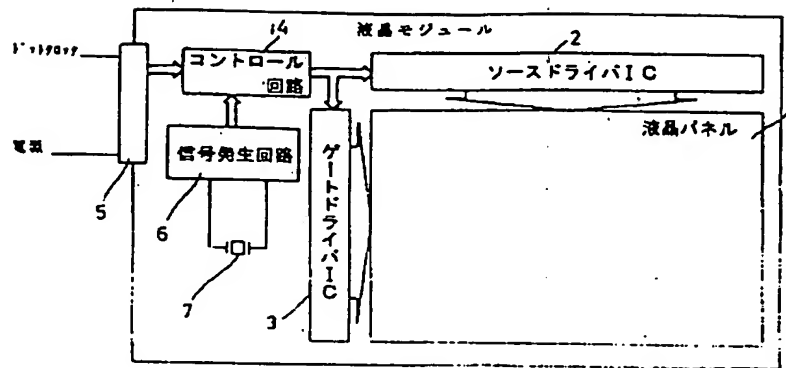 液晶モジュール
14
2
コントロール
回路
ソースドライバIC
ドットクロック
液晶パネル
電源
信号発生回路
ゲートドライバIC
5
6
7
3